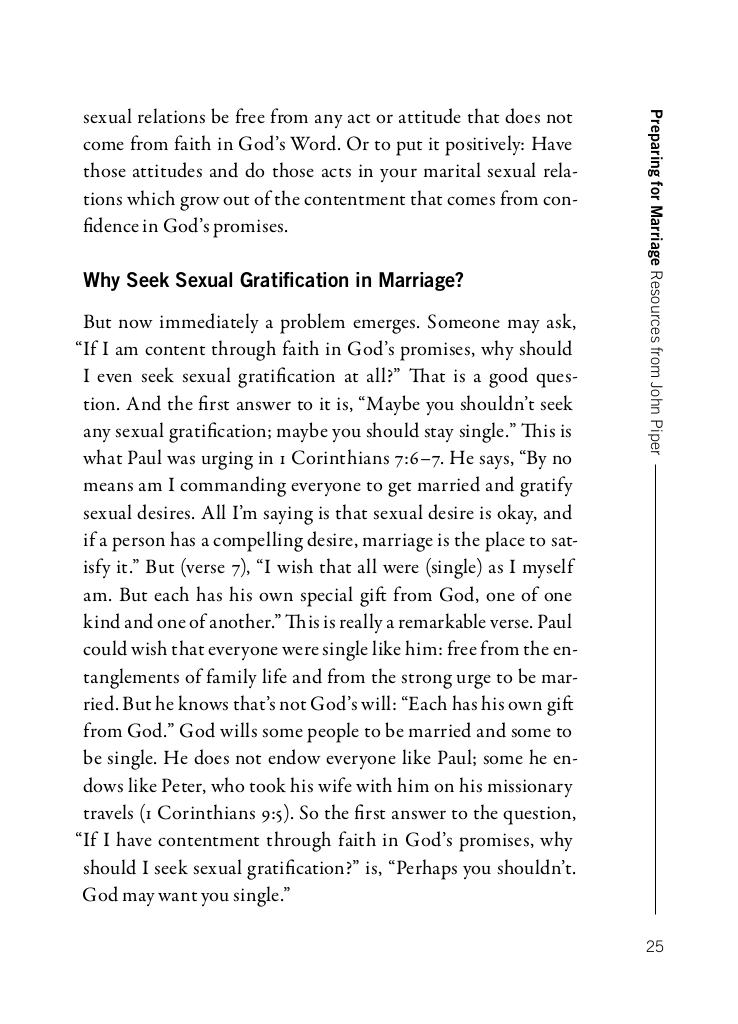 sexual relations be free from any act or attitude that does not
come from faith in God’s Word. Or to put it positively: Have
those attitudes and do those acts in your marital sexual rela-
tions which grow out of the contentment that comes from con-
fidence in God’s promises.
Why Seek Sexual Gratification in Marriage?
But now immediately a problem emerges. Someone may ask,
“If I am content through faith in God’s promises, why should
I even seek sexual gratification at all?” That is a good ques-
tion. And the first answer to it is, “Maybe you shouldn’t seek
any sexual gratification; maybe you should stay single.” This is
what Paul was urging in 1 Corinthians 7:6–7. He says, “By no
means am I commanding everyone to get married and gratify
sexual desires. All I’m saying is that sexual desire is okay, and
if a person has a compelling desire, marriage is the place to sat-
isfy it.” But (verse 7), “I wish that all were (single) as I myself
am. But each has his own special gift from God, one of one
kind and one of another.” This is really a remarkable verse. Paul
could wish that everyone were single like him: free from the en-
tanglements of family life and from the strong urge to be mar-
ried. But he knows that’s not God’s will: “Each has his own gift
from God.” God wills some people to be married and some to
be single. He does not endow everyone like Paul; some he en-
dows like Peter, who took his wife with him on his missionary
travels (1 Corinthians 9:5). So the first answer to the question,
“If I have contentment through faith in God’s promises, why
should I seek sexual gratification?” is, “Perhaps you shouldn’t.
God may want you single.”
Preparing for Marriage Resources from John Piper
25